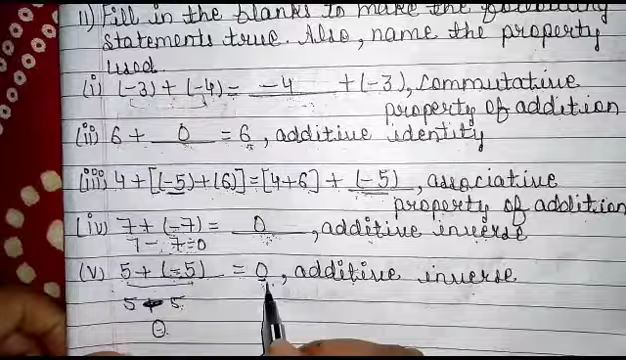 11) Fill in the blanks to make the following
statements true. Also, name the property
used.
(i) (-3) + (-4) = -4 + (-3), commutative
property of addition
(ii) 6 + 0 = 6, additive identity
(iii) 4 + [(-5) + (6)] = [4+6] + (-5), associative
property of addition
(iv) 7 + (-7) = 0, additive inverse
7 - 7 = 0
(v) 5 + (-5) = 0, additive inverse
5 - 5
0